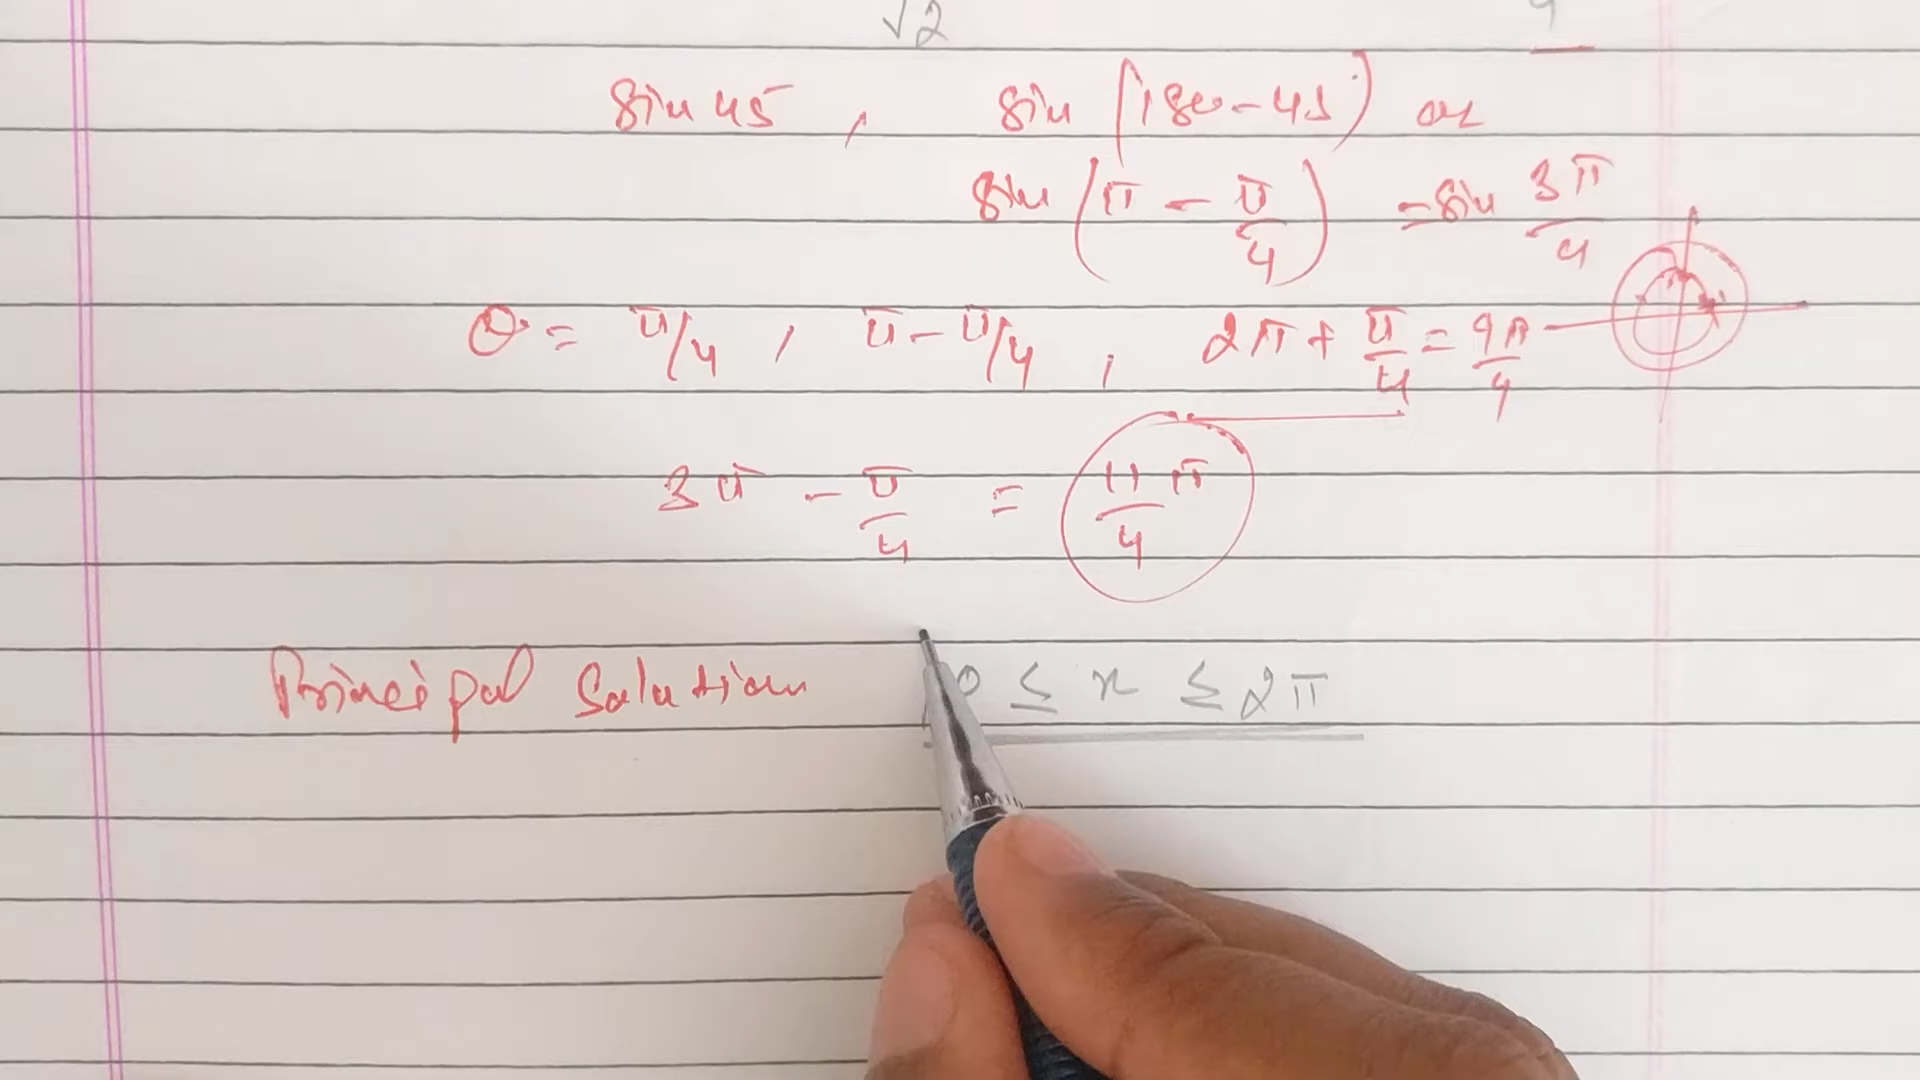 √2
sin 45 , sin (180 - 45) or
sin (π - π/4) = sin 3π/4
θ = π/4 , π - π/4 , 2π + π/4 = 9π/4
3π - π/4 = 11π/4
Principal Solution 0 ≤ x ≤ 2π